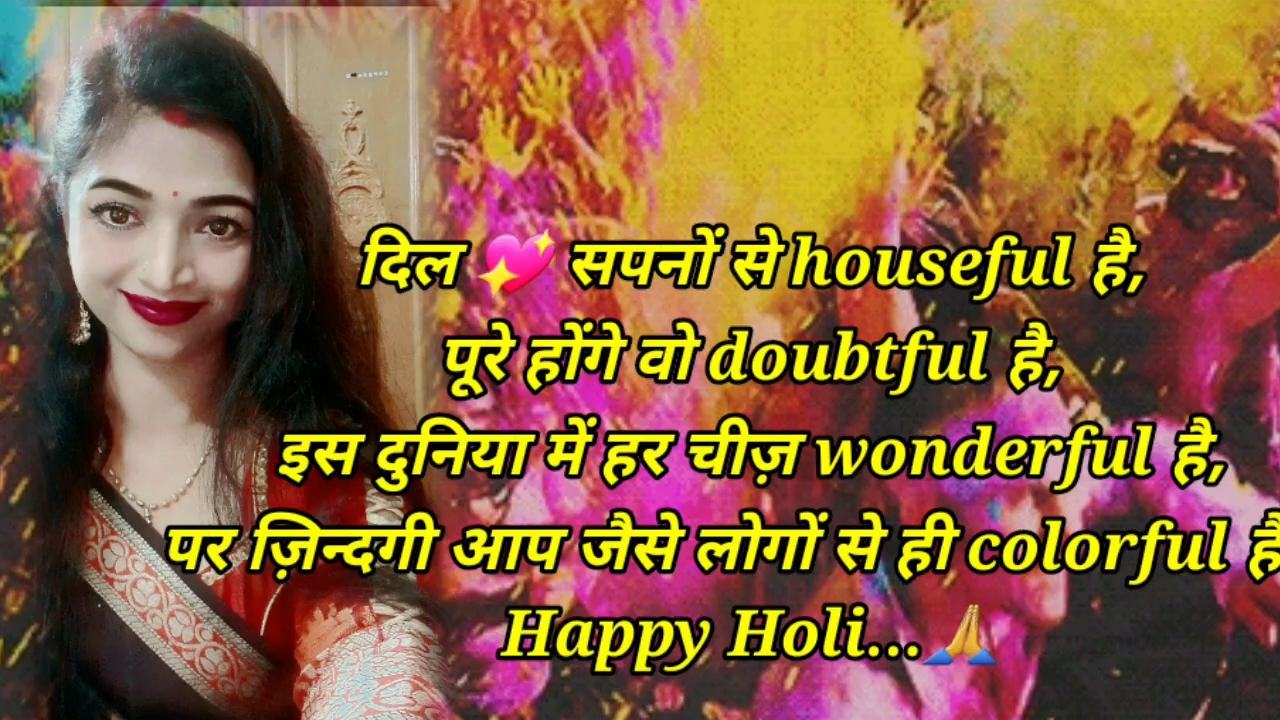 दिल 💖 सपनों से houseful है,
पूरे होंगे वो doubtful है,
इस दुनिया में हर चीज़ wonderful है,
पर ज़िन्दगी आप जैसे लोगों से ही colorful है
Happy Holi...🙏